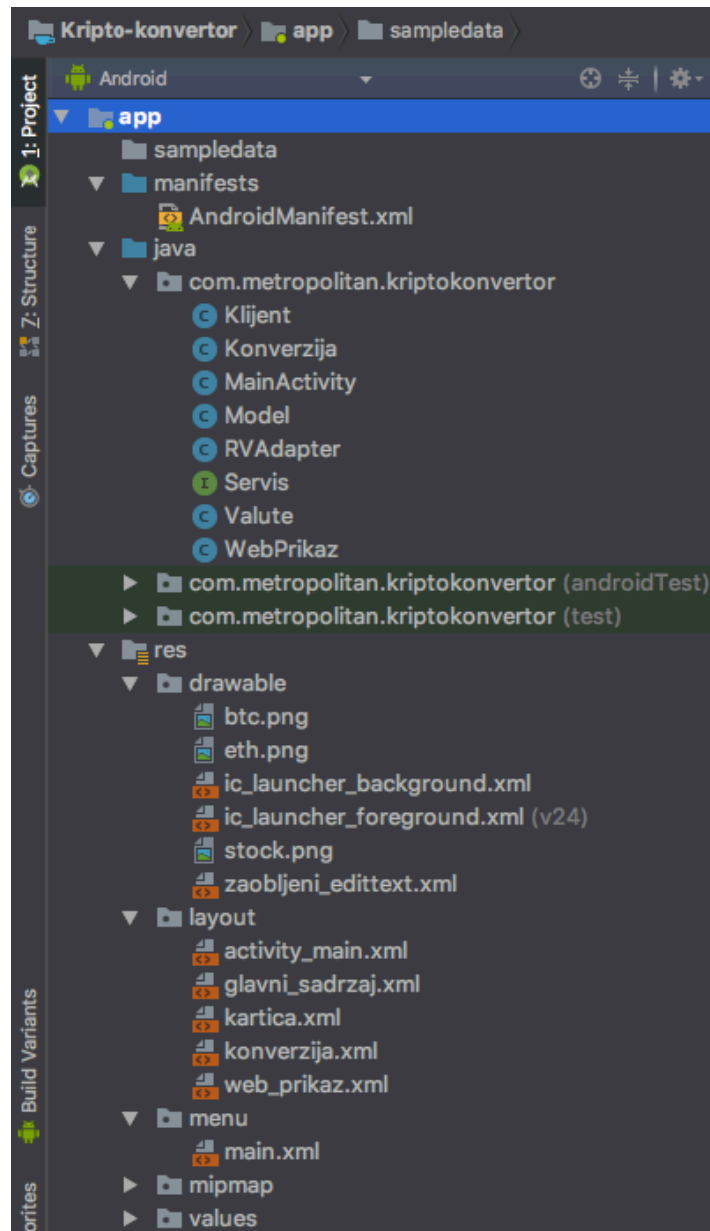 Kripto-konvertor app sampledata
Android
1: Project
Z: Structure
Captures
Build Variants
orites
app
sampledata
manifests
AndroidManifest.xml
java
com.metropolitan.kriptokonvertor
Klijent
Konverzija
MainActivity
Model
RVAdapter
Servis
Valute
WebPrikaz
com.metropolitan.kriptokonvertor (androidTest)
com.metropolitan.kriptokonvertor (test)
res
drawable
btc.png
eth.png
ic_launcher_background.xml
ic_launcher_foreground.xml (v24)
stock.png
zaobljeni_edittext.xml
layout
activity_main.xml
glavni_sadrzaj.xml
kartica.xml
konverzija.xml
web_prikaz.xml
menu
main.xml
mipmap
values